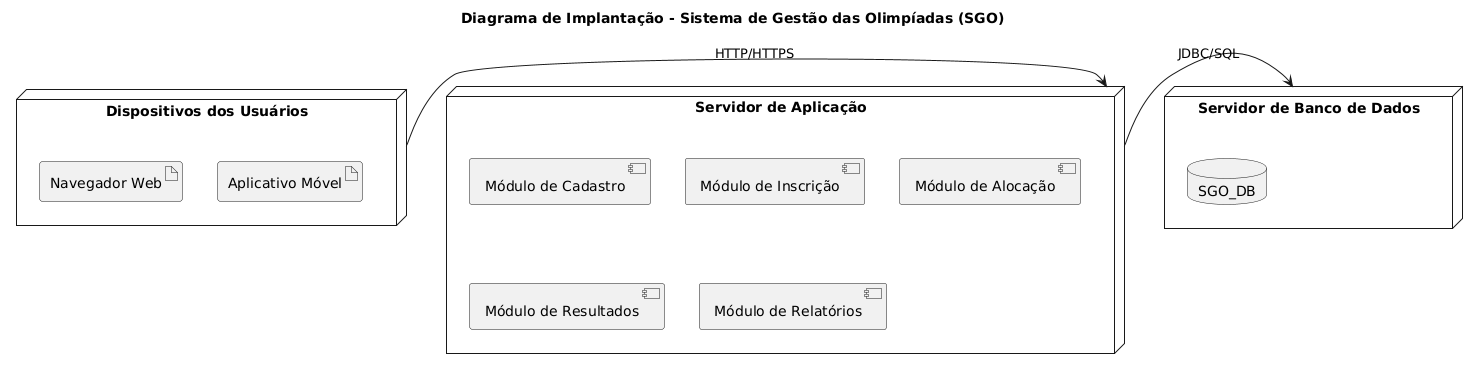 Diagrama de Implantação - Sistema de Gestão das Olimpíadas (SGO)
HTTP/HTTPS
JDBC/SQL
Dispositivos dos Usuários
Navegador Web
Aplicativo Móvel
Servidor de Aplicação
Módulo de Cadastro
Módulo de Inscrição
Módulo de Alocação
Módulo de Resultados
Módulo de Relatórios
Servidor de Banco de Dados
SGO_DB